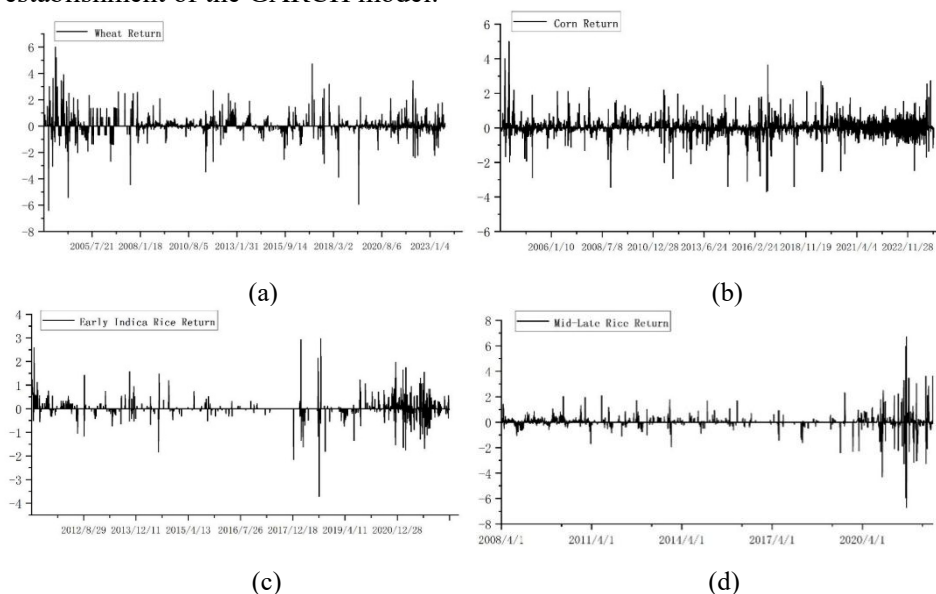 establishment of the GARCH model.
Wheat Return
6
4
2
0
-2
-4
-6
-8
2005/7/21 2008/1/18 2010/8/5 2013/1/31 2015/9/14 2018/3/2 2020/8/6 2023/1/4
(a)
Corn Return
6
4
2
0
-2
-4
-6
2006/1/10 2008/7/8 2010/12/28 2013/6/24 2016/2/24 2018/11/19 2021/4/4 2022/11/28
(b)
Early Indica Rice Return
4
3
2
1
0
-1
-2
-3
-4
2012/8/29 2013/12/11 2015/4/13 2016/7/26 2017/12/18 2019/4/11 2020/12/28
(c)
Mid-Late Rice Return
8
6
4
2
0
-2
-4
-6
-8
2008/4/1 2011/4/1 2014/4/1 2017/4/1 2020/4/1
(d)